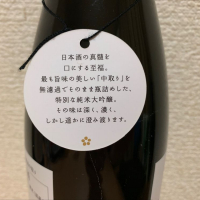 日本酒の真髄を
口にする至福。
最も旨味の美しい「中取り」を
無濾過でそのまま瓶詰めした、
特別な純米大吟醸。
その味は深く、濃く、
しかし遥かに澄み渡ります。